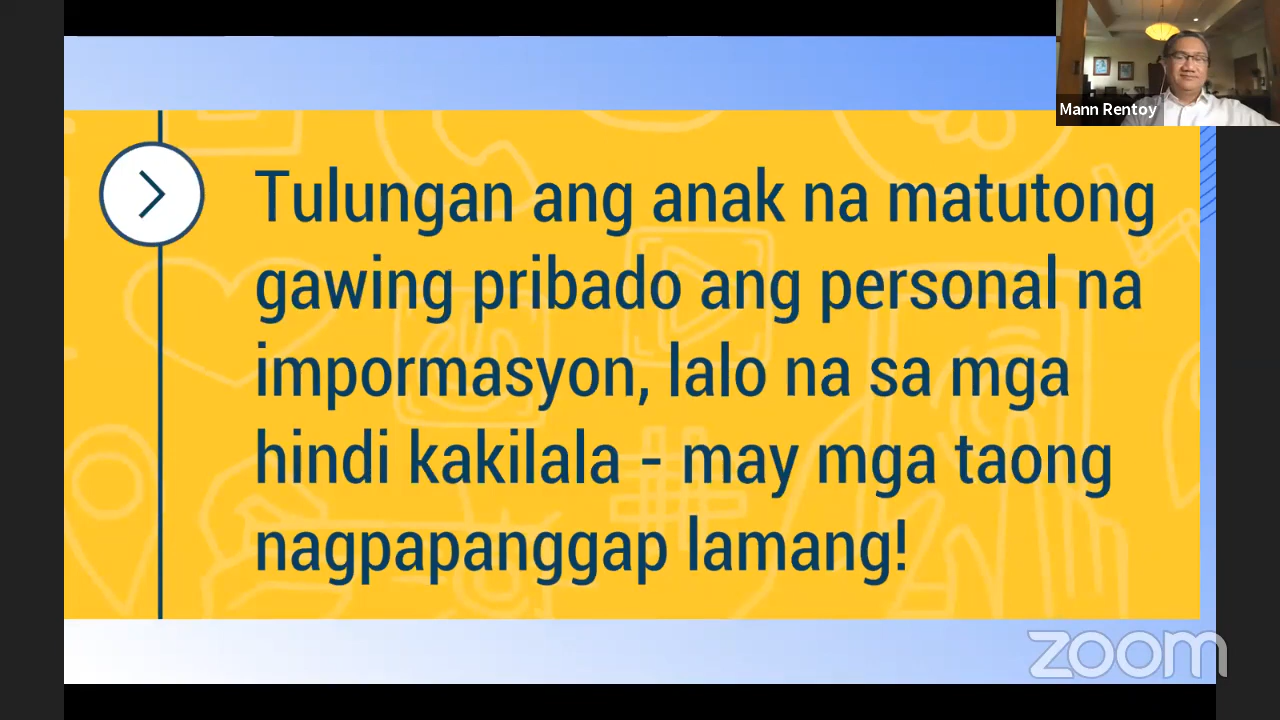 Mann Rentoy
Tulungan ang anak na matutong
gawing pribado ang personal na
impormasyon, lalo na sa mga
hindi kakilala - may mga taong
nagpapanggap lamang!
zoom